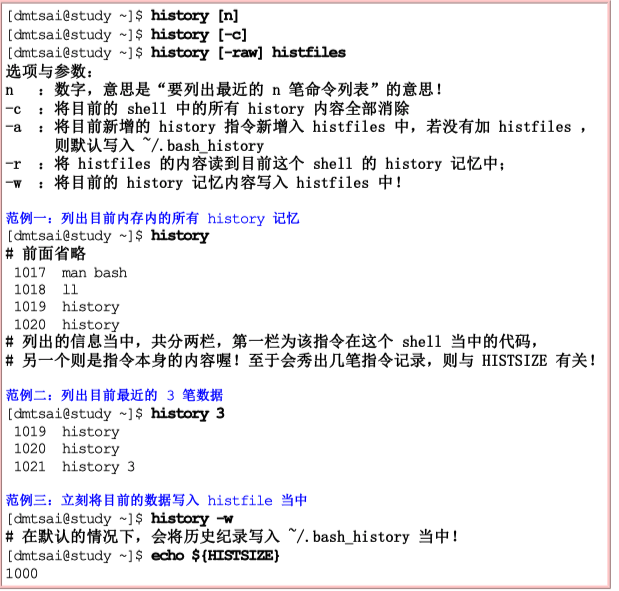 [dmtsai@study ~]$ history [n]
[dmtsai@study ~]$ history [-c]
[dmtsai@study ~]$ history [-raw] histfiles
选项与参数：
n   ：数字，意思是“要列出最近的 n 笔命令列表”的意思！
-c  ：将目前的 shell 中的所有 history 内容全部消除
-a  ：将目前新增的 history 指令新增入 histfiles 中，若没有加 histfiles ，
      则默认写入 ~/.bash_history
-r  ：将 histfiles 的内容读到目前这个 shell 的 history 记忆中；
-w  ：将目前的 history 记忆内容写入 histfiles 中！
范例一：列出目前内存内的所有 history 记忆
[dmtsai@study ~]$ history
# 前面省略
 1017  man bash
 1018  ll
 1019  history
 1020  history
# 列出的信息当中，共分两栏，第一栏为该指令在这个 shell 当中的代码，
# 另一个则是指令本身的内容喔！至于会秀出几笔指令记录，则与 HISTSIZE 有关！
范例二：列出目前最近的 3 笔数据
[dmtsai@study ~]$ history 3
 1019  history
 1020  history
 1021  history 3
范例三：立刻将目前的数据写入 histfile 当中
[dmtsai@study ~]$ history -w
# 在默认的情况下，会将历史纪录写入 ~/.bash_history 当中！
[dmtsai@study ~]$ echo ${HISTSIZE}
1000